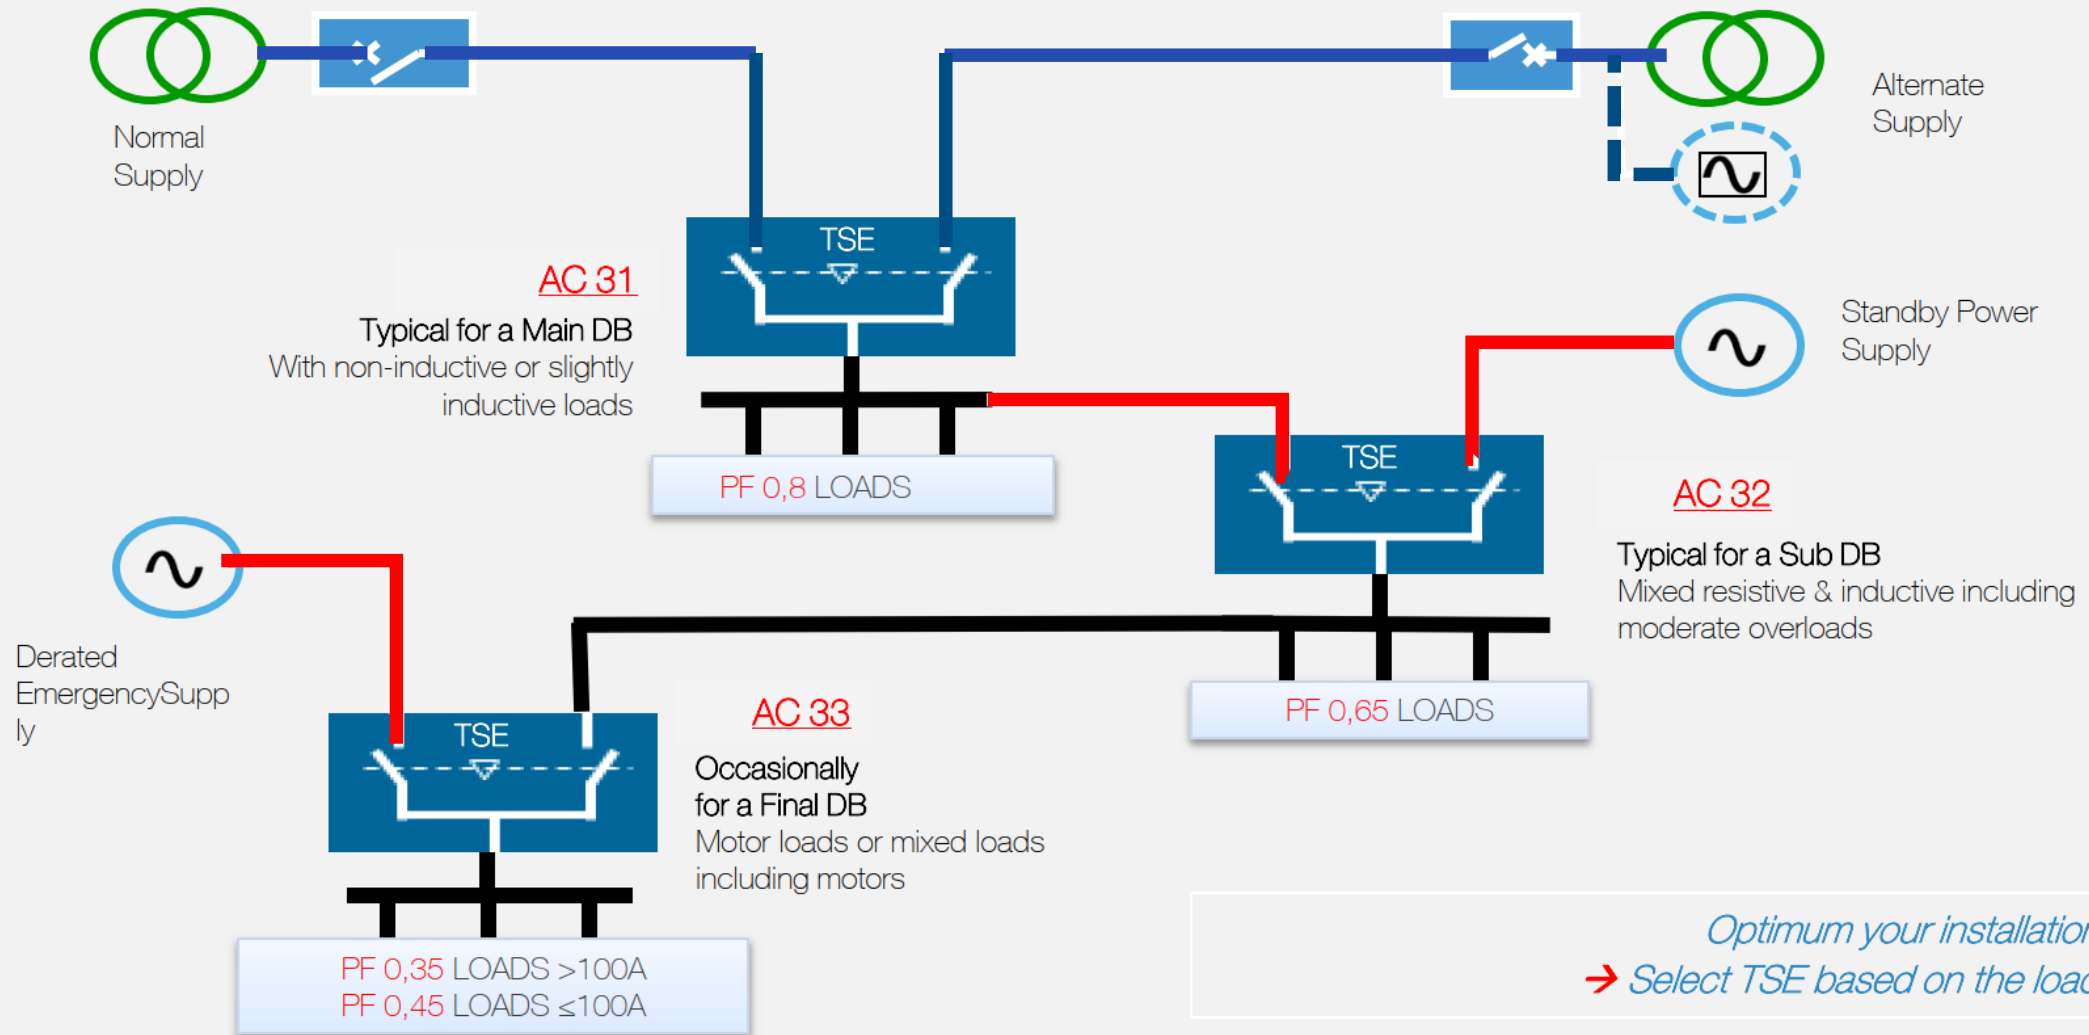 Normal
Supply
Alternate
Supply
TSE
AC 31
Typical for a Main DB
With non-inductive or slightly
inductive loads
PF 0,8 LOADS
Standby Power
Supply
TSE
AC 32
Typical for a Sub DB
Mixed resistive & inductive including
moderate overloads
PF 0,65 LOADS
Derated
EmergencySupp
ly
TSE
AC 33
Occasionally
for a Final DB
Motor loads or mixed loads
including motors
PF 0,35 LOADS >100A
PF 0,45 LOADS ≤100A
Optimum your installation
→ Select TSE based on the load